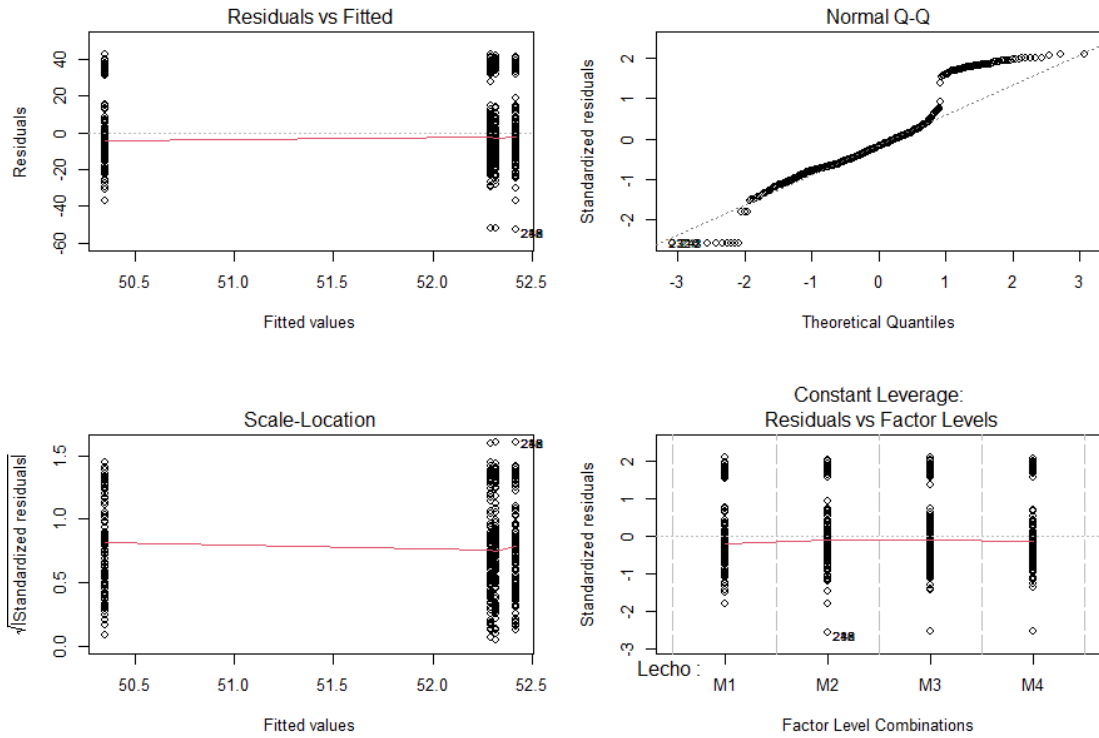 Residuals vs Fitted
Residuals
40
20
0
-20
-40
-60
50.5 51.0 51.5 52.0 52.5
Fitted values
Normal Q-Q
Standardized residuals
2
1
0
-1
-2
-3 -2 -1 0 1 2 3
Theoretical Quantiles
Scale-Location
√|Standardized residuals|
1.5
1.0
0.5
0.0
50.5 51.0 51.5 52.0 52.5
Fitted values
Constant Leverage:
Residuals vs Factor Levels
Standardized residuals
2
1
0
-1
-2
-3
Lecho :
M1 M2 M3 M4
Factor Level Combinations